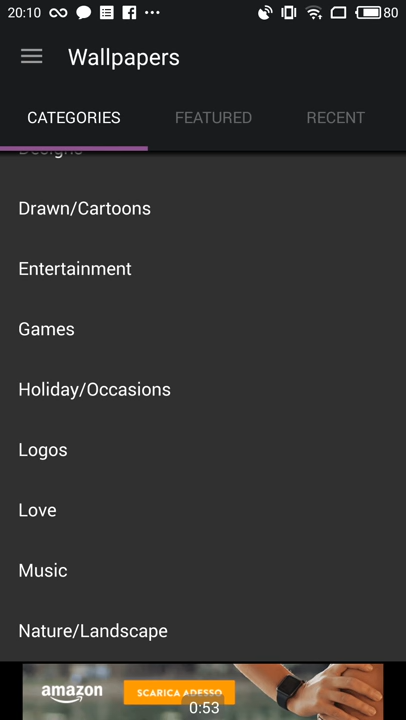 20:10
80
Wallpapers
CATEGORIES FEATURED RECENT
Designs
Drawn/Cartoons
Entertainment
Games
Holiday/Occasions
Logos
Love
Music
Nature/Landscape
amazon
SCARICA ADESSO
0:53